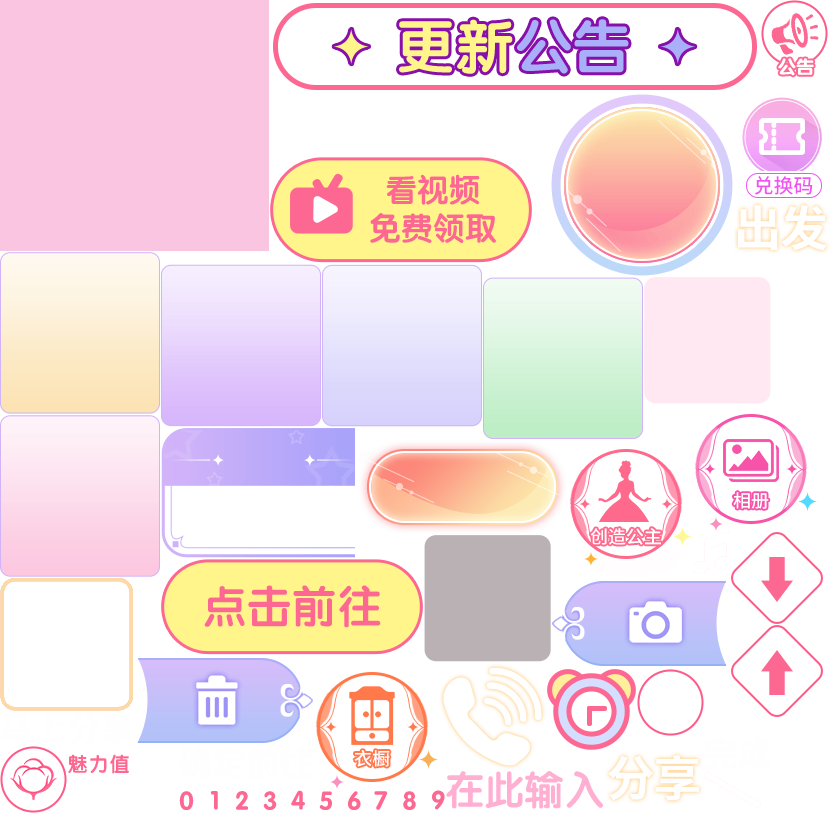 更新公告
公告
兑换码
看视频
免费领取
出发
相册
创造公主
点击前往
衣橱
魅力值
在此输入
分享
0 1 2 3 4 5 6 7 8 9